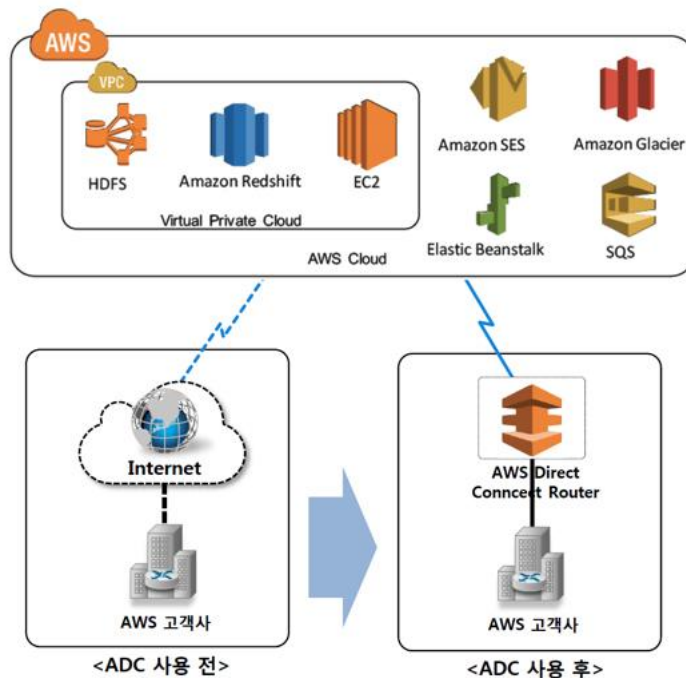 AWS
VPC
HDFS
Amazon Redshift
EC2
Virtual Private Cloud
Amazon SES
Amazon Glacier
Elastic Beanstalk
SQS
AWS Cloud
Internet
AWS 고객사
<ADC 사용 전>
AWS Direct
Conncect Router
AWS 고객사
<ADC 사용 후>